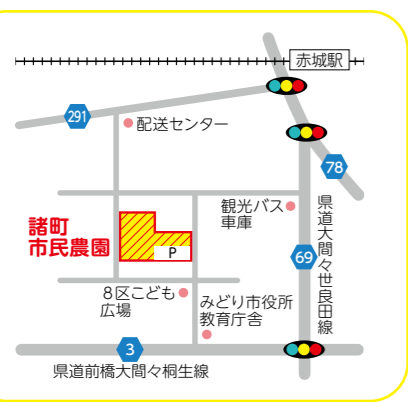 赤城駅
291
配送センター
78
観光バス
車庫
諸町
市民農園
P
69
県道大間々世良田線
8区こども
広場
みどり市役所
教育庁舎
3
県道前橋大間々桐生線